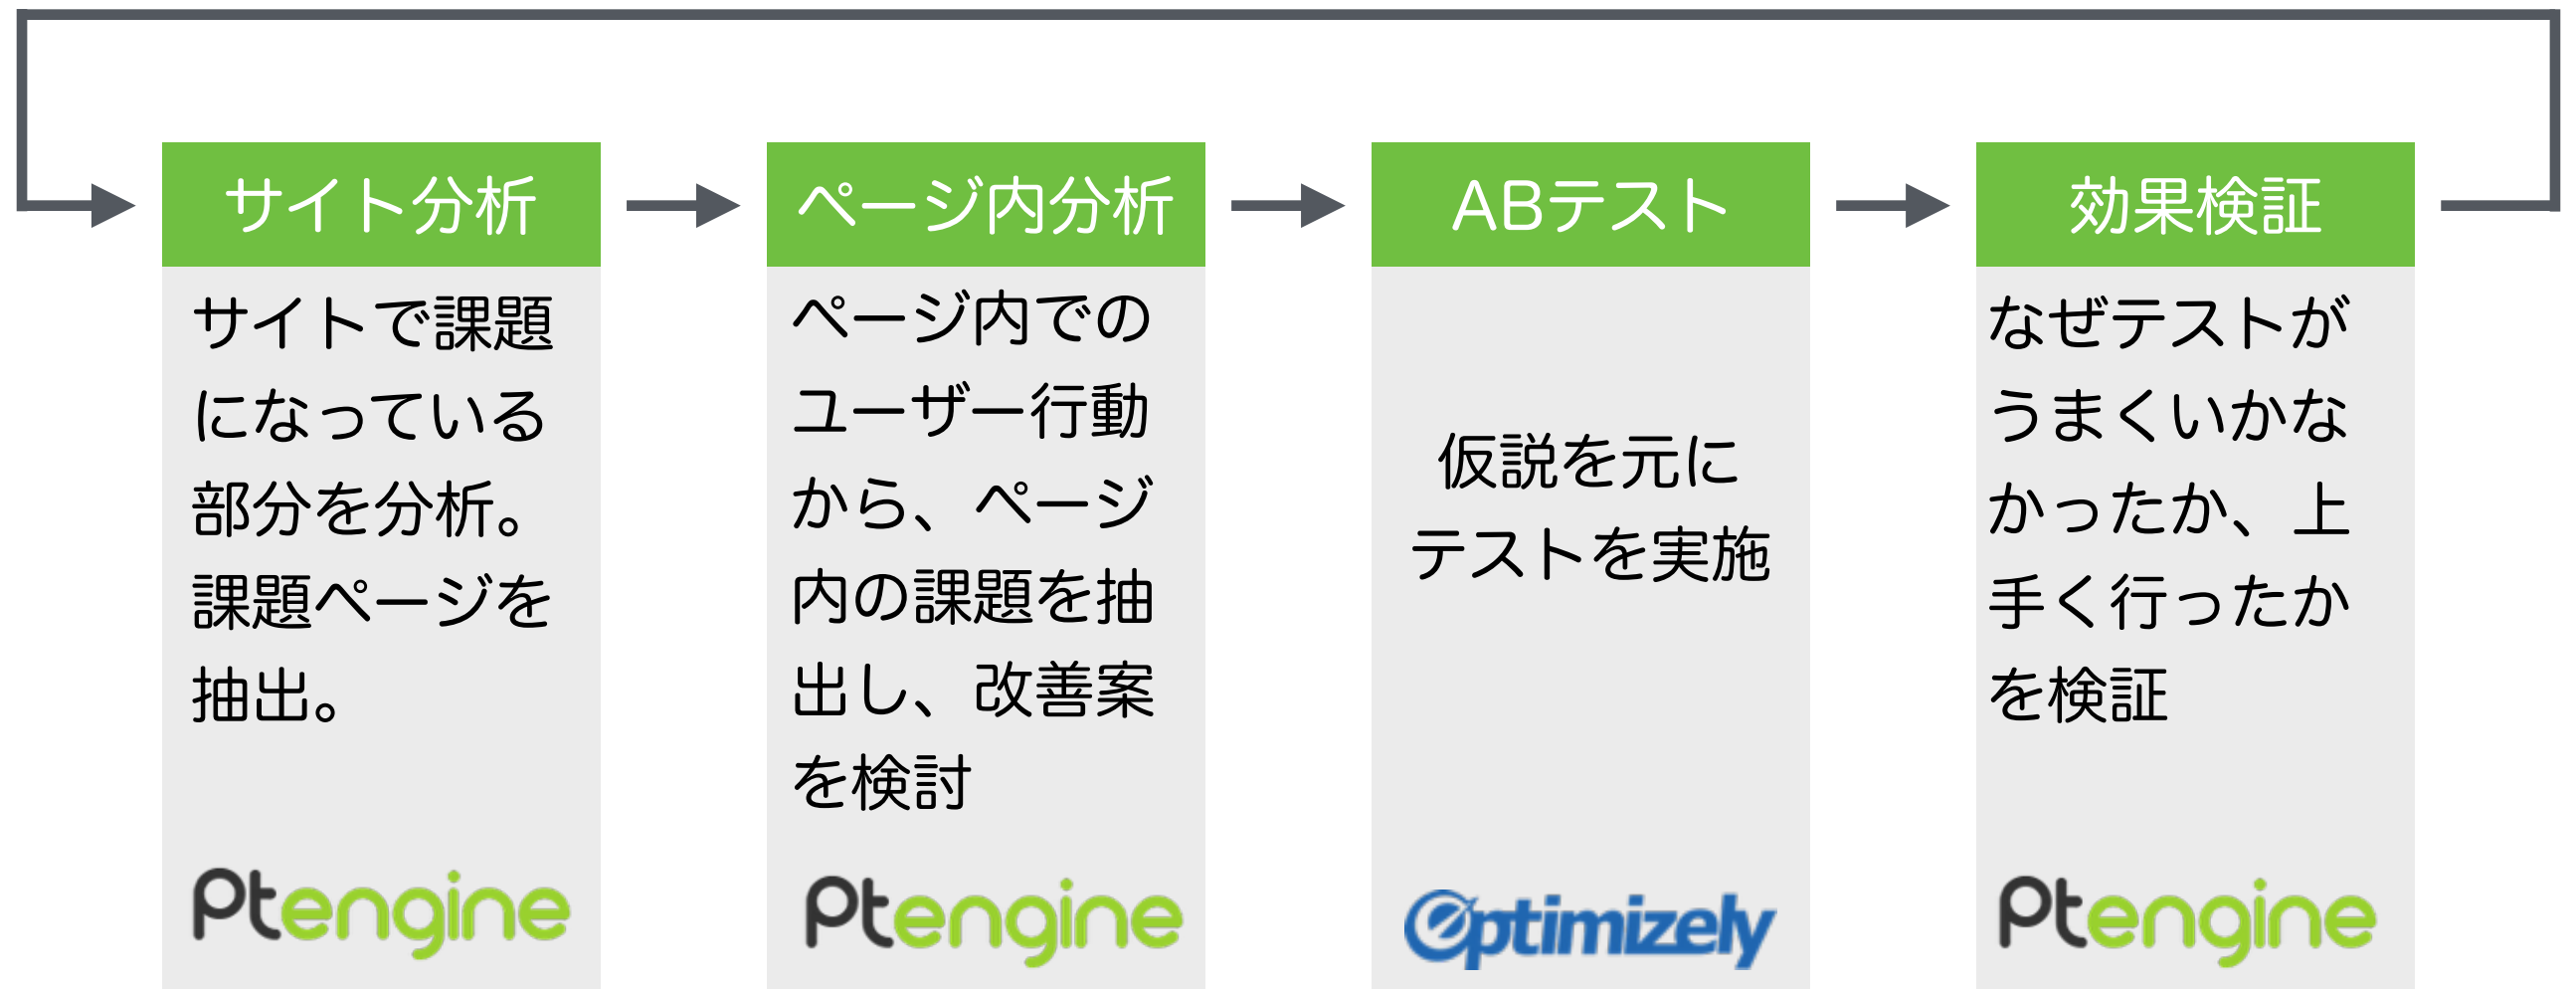 サイト分析
サイトで課題
になっている
部分を分析。
課題ページを
抽出。
Ptengine
ページ内分析
ページ内での
ユーザー行動
から、ページ
内の課題を抽
出し、改善案
を検討
Ptengine
ABテスト
仮説を元に
テストを実施
Optimizely
効果検証
なぜテストが
うまくいかな
かったか、上
手く行ったか
を検証
Ptengine